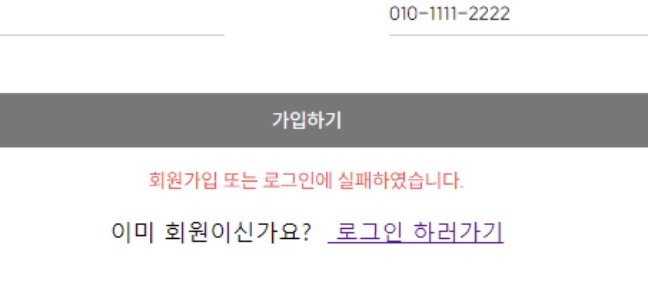 010-1111-2222
가입하기
회원가입 또는 로그인에 실패하였습니다.
이미 회원이신가요? 로그인 하러가기